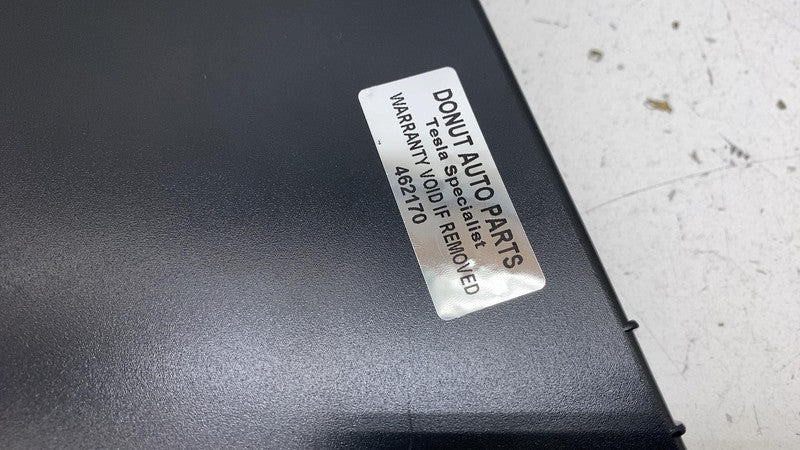 DONUT AUTO PARTS
Tesla Specialist
WARRANTY VOID IF REMOVED
462170